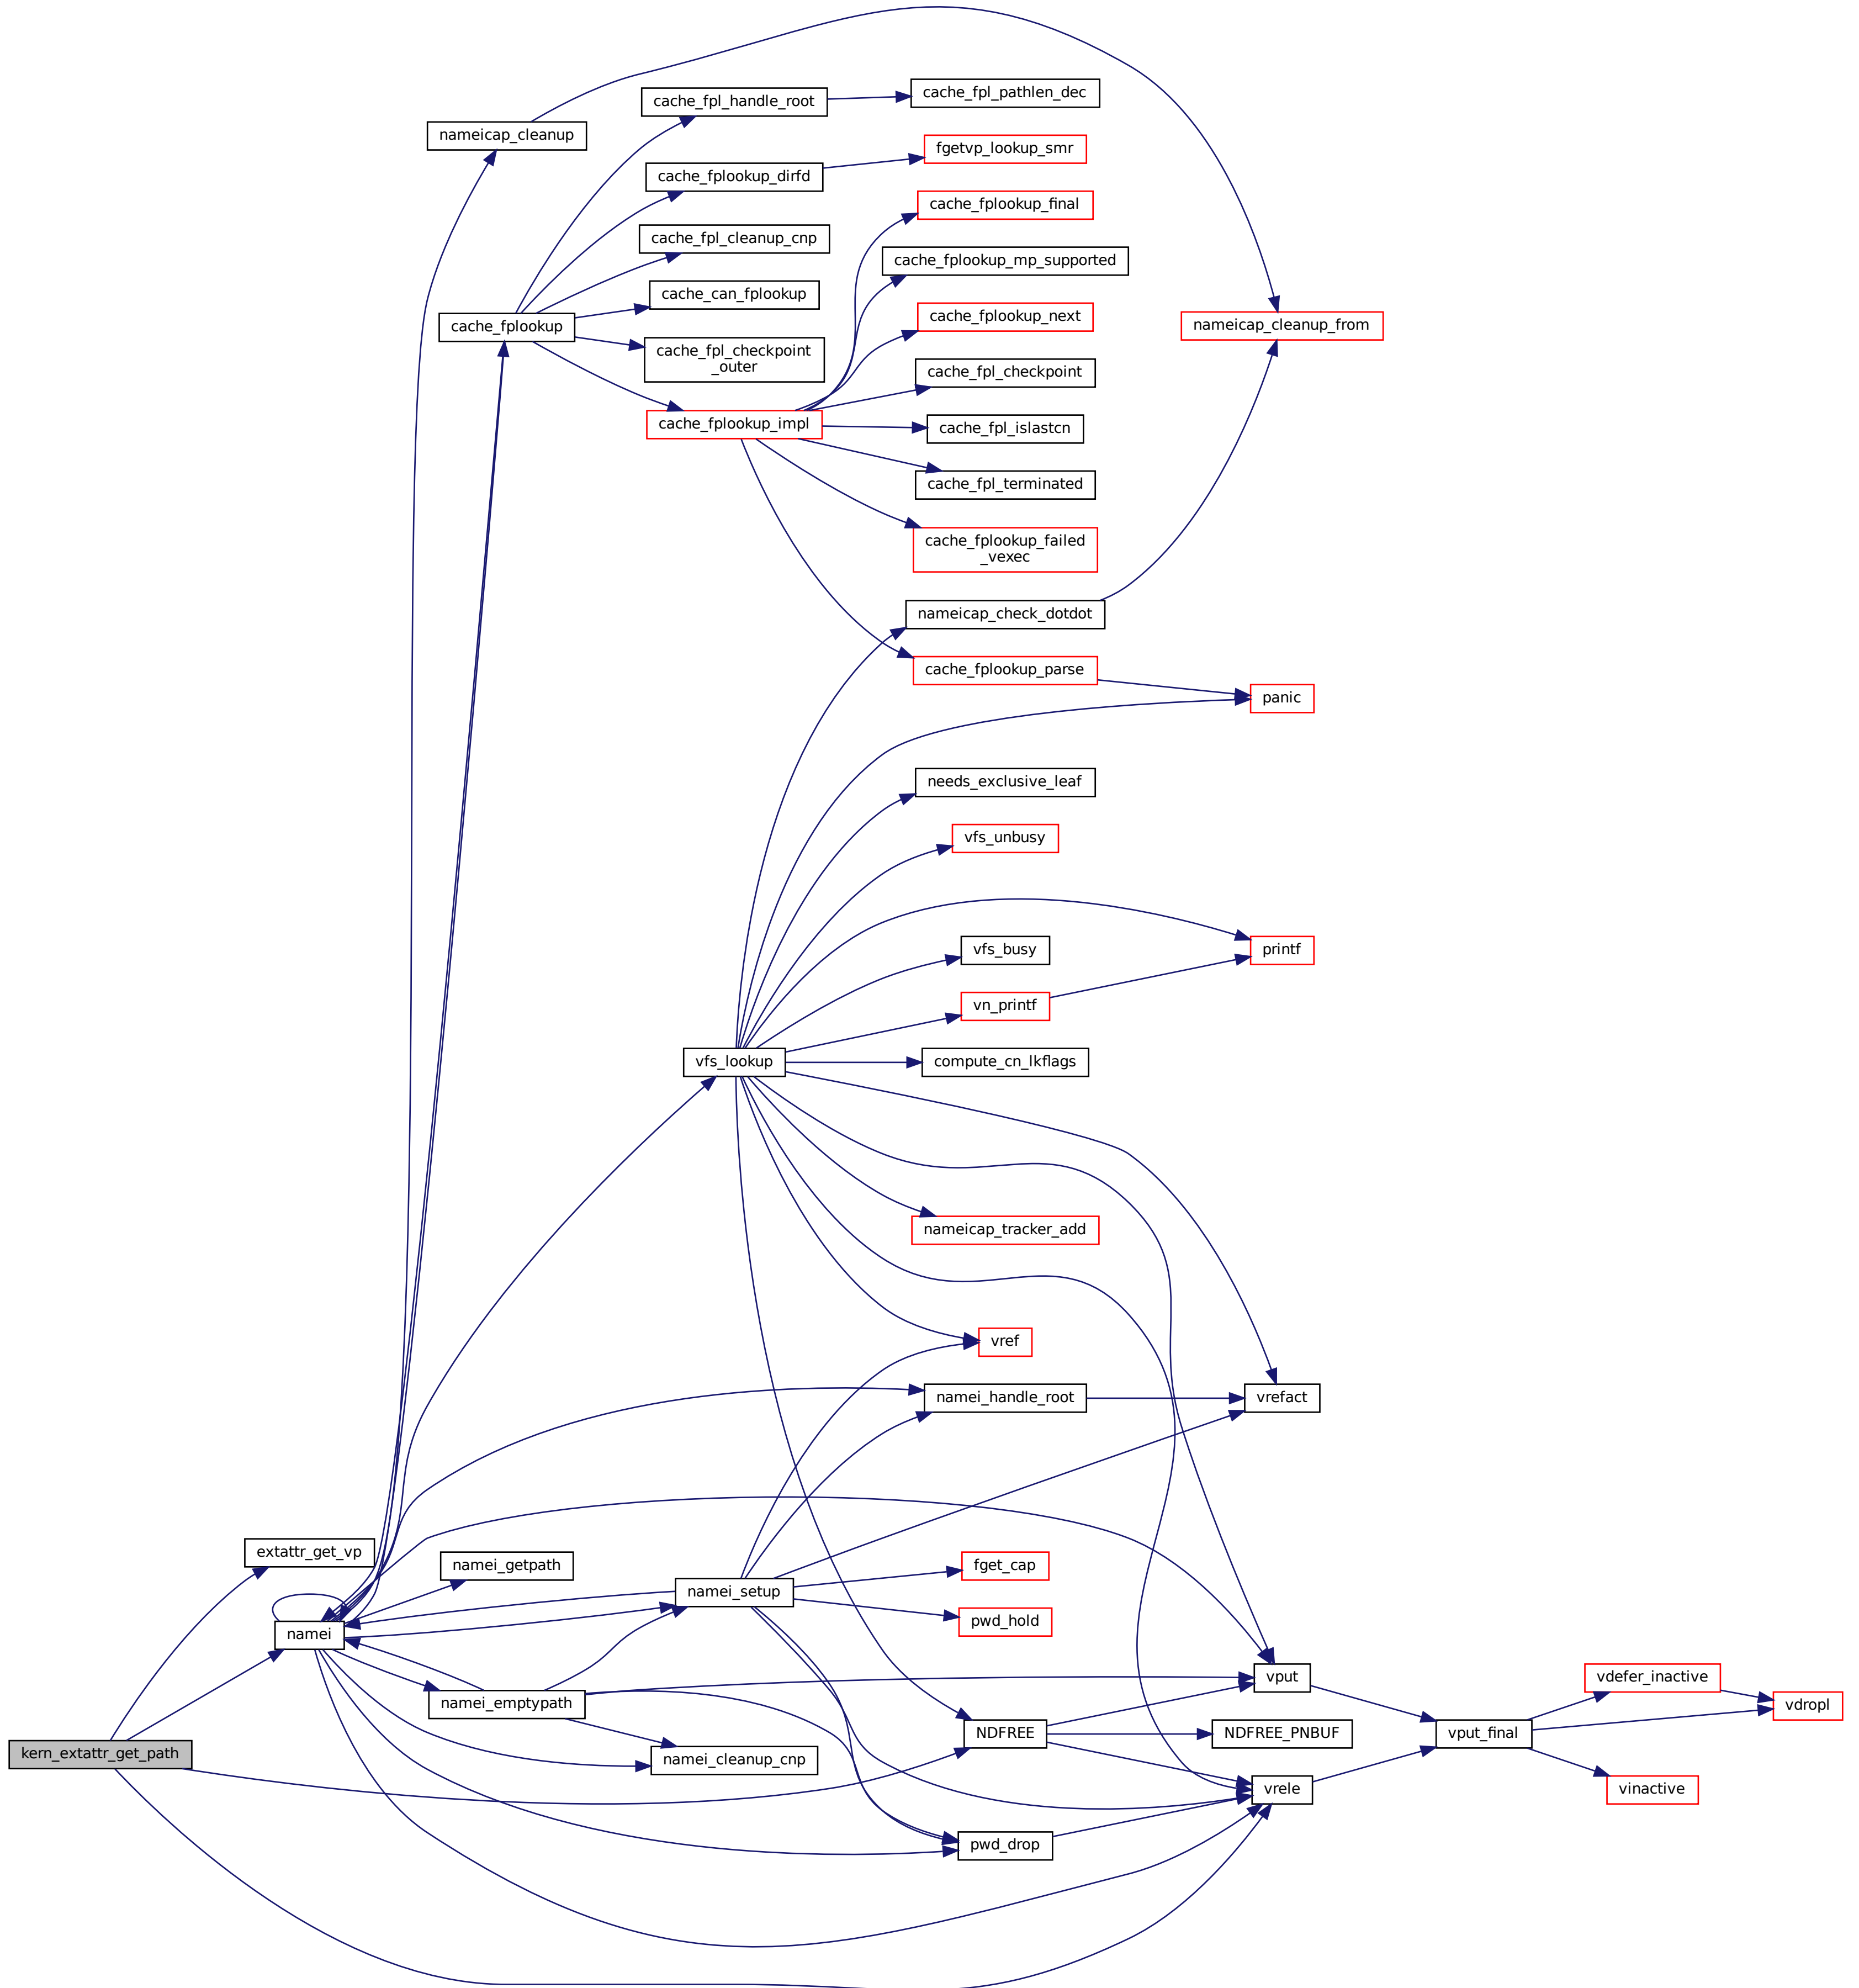 cache_fpl_handle_root
cache_fpl_pathlen_dec
nameicap_cleanup
fgetvp_lookup_smr
cache_fplookup_dirfd
cache_fplookup_final
cache_fpl_cleanup_cnp
cache_fplookup_mp_supported
cache_can_fplookup
cache_fplookup_next
cache_fplookup
nameicap_cleanup_from
cache_fpl_checkpoint
_outer
cache_fpl_checkpoint
cache_fplookup_impl
cache_fpl_islastcn
cache_fpl_terminated
cache_fplookup_failed
_vexec
nameicap_check_dotdot
cache_fplookup_parse
panic
needs_exclusive_leaf
vfs_unbusy
vfs_busy
printf
vn_printf
vfs_lookup
compute_cn_lkflags
nameicap_tracker_add
vref
namei_handle_root
vrefact
extattr_get_vp
namei_getpath
fget_cap
namei_setup
pwd_hold
namei
vput
vdefer_inactive
namei_emptypath
vdropl
NDFREE
NDFREE_PNBUF
vput_final
kern_extattr_get_path
namei_cleanup_cnp
vrele
vinactive
pwd_drop